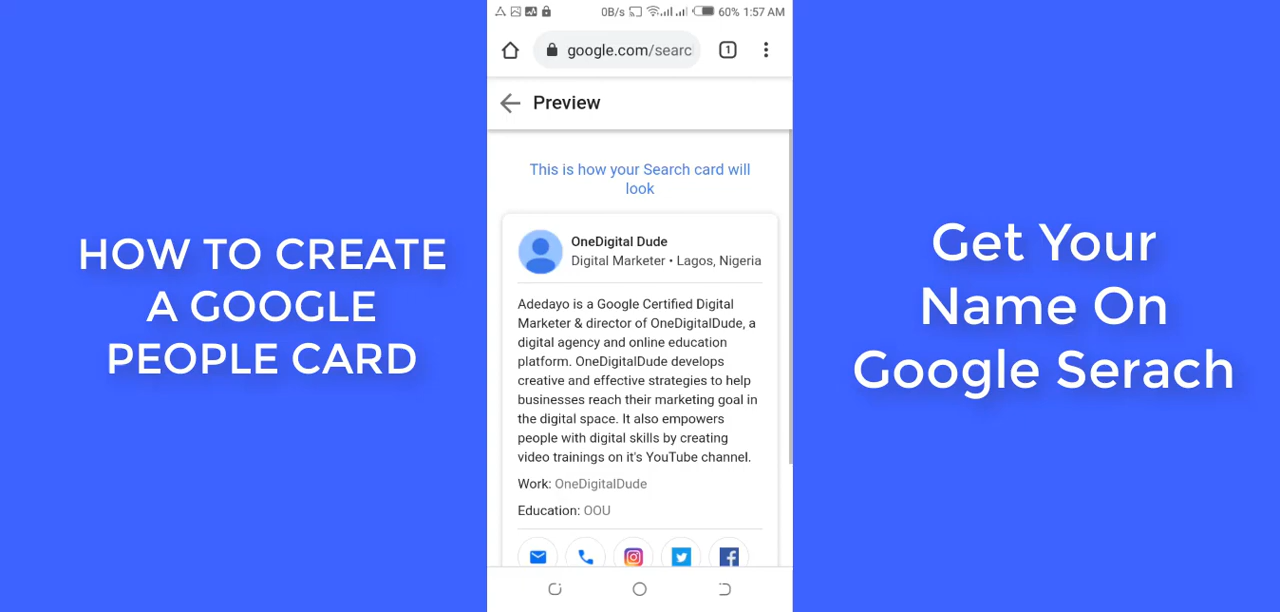 0B/s 60% 1:57 AM
google.com/searc
1
Preview
This is how your Search card will
look
OneDigital Dude
Digital Marketer • Lagos, Nigeria
Adedayo is a Google Certified Digital
Marketer & director of OneDigitalDude, a
digital agency and online education
platform. OneDigitalDude develops
creative and effective strategies to help
businesses reach their marketing goal in
the digital space. It also empowers
people with digital skills by creating
video trainings on it's YouTube channel.
Work: OneDigitalDude
Education: OOU
HOW TO CREATE
A GOOGLE
PEOPLE CARD
Get Your
Name On
Google Serach